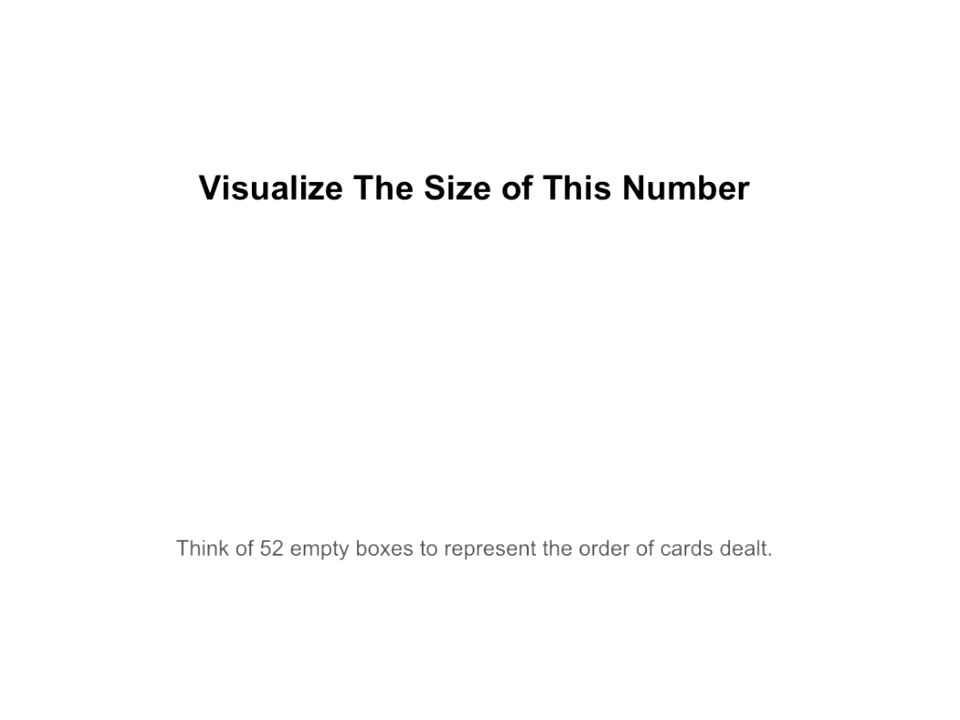 Visualize The Size of This Number
Think of 52 empty boxes to represent the order of cards dealt.